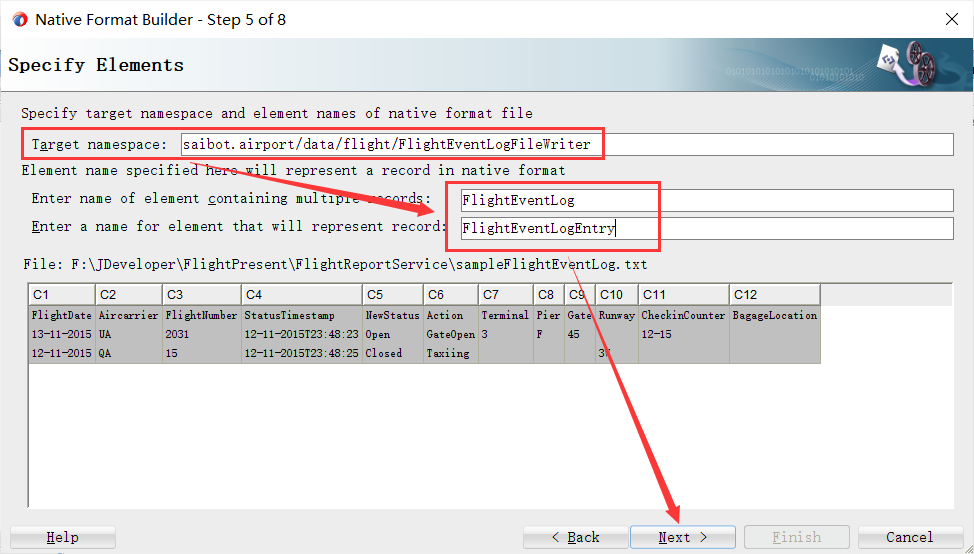 Native Format Builder - Step 5 of 8
Specify Elements
Specify target namespace and element names of native format file
Target namespace: saibot.airport/data/flight/FlightEventLogFileWriter
Element name specified here will represent a record in native format
Enter name of element containing multiple records: FlightEventLog
Enter a name for element that will represent record: FlightEventLogEntry
File: F:\JDeveloper\FlightPresent\FlightReportService\sampleFlightEventLog.txt
C1 C2 C3 C4 C5 C6 C7 C8 C9 C10 C11 C12
FlightDate Aircarrier FlightNumber StatusTimestamp NewStatus Action Terminal Pier Gate Runway CheckinCounter BagageLocation
13-11-2015 UA 2031 12-11-2015T23:48:23 Open GateOpen 3 F 45 12-15
12-11-2015 QA 15 12-11-2015T23:48:25 Closed Taxiing
Help < Back Next > Finish Cancel